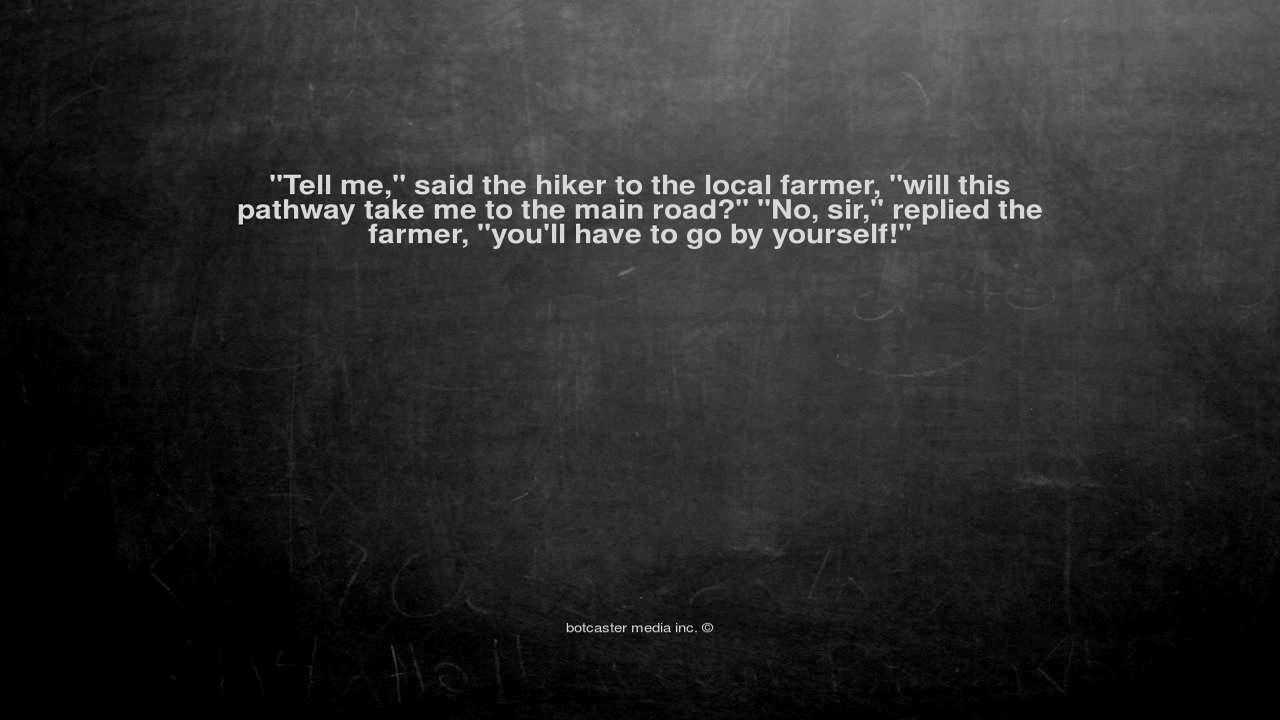 "Tell me," said the hiker to the local farmer, "will this
pathway take me to the main road?" "No, sir," replied the
farmer, "you'll have to go by yourself!"
botcaster media inc. ©